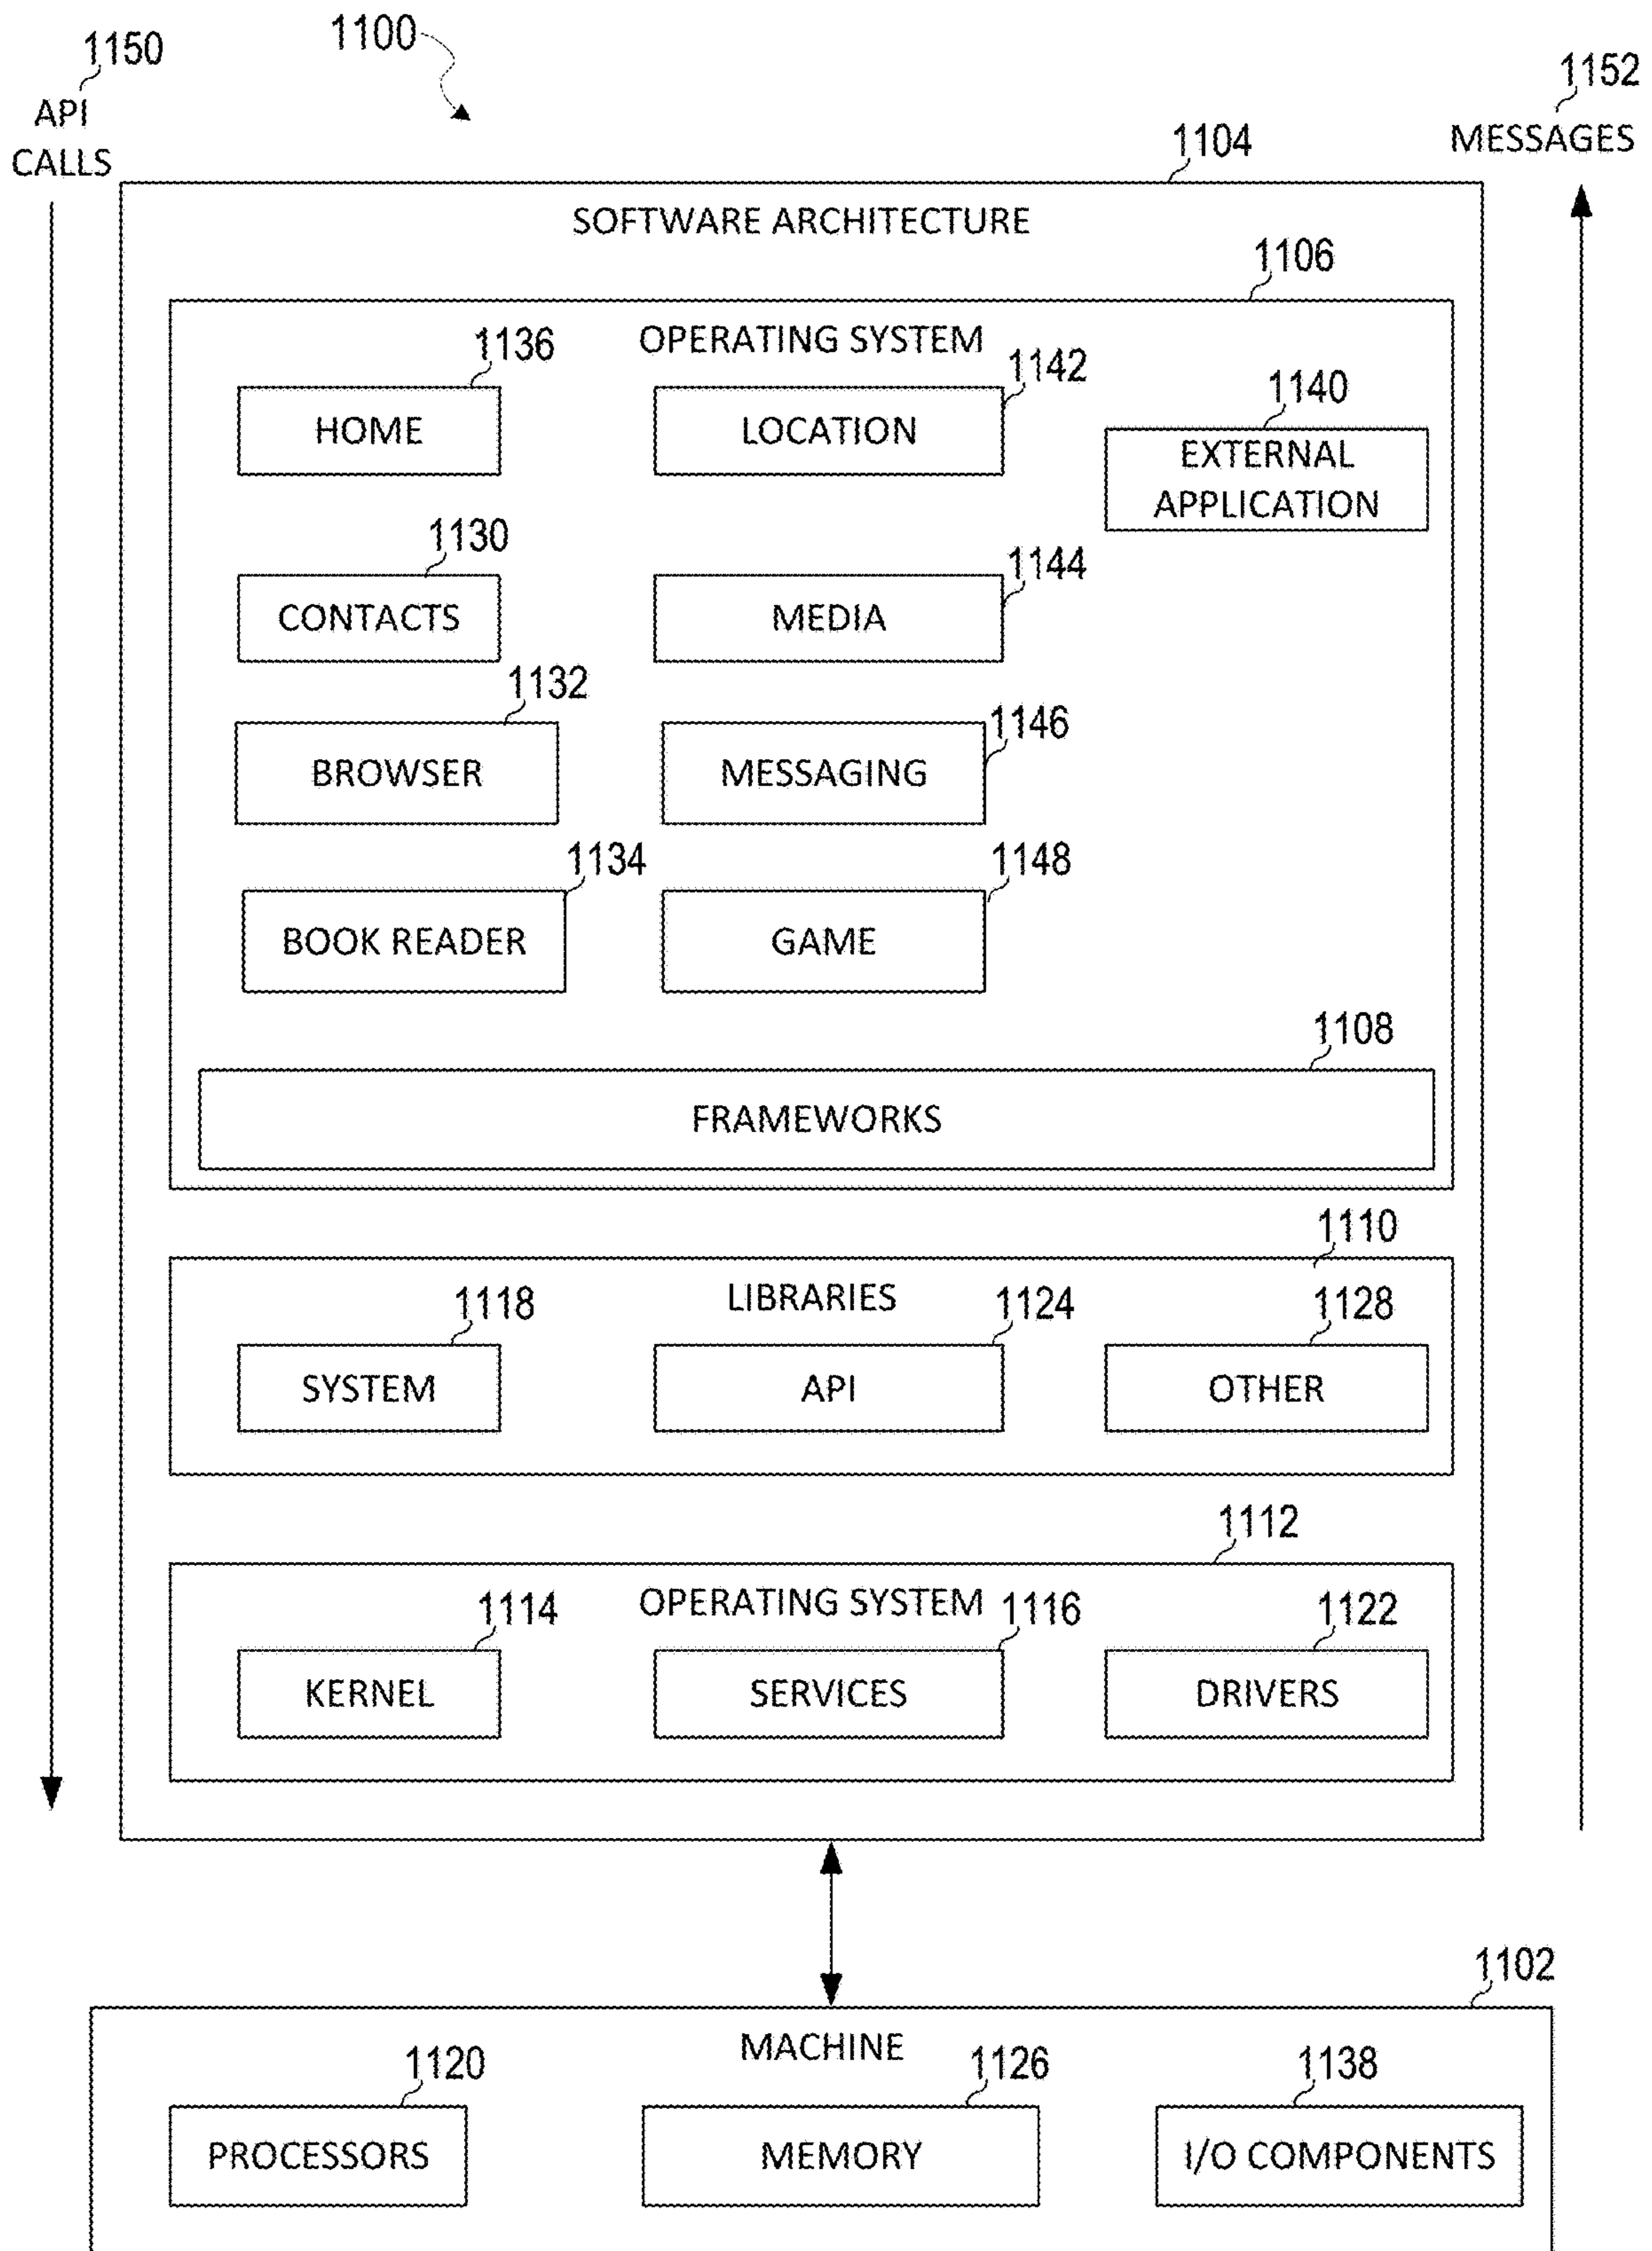 1100
1150
API
CALLS
1152
MESSAGES
1104
SOFTWARE ARCHITECTURE
1106
OPERATING SYSTEM
1136
HOME
1142
LOCATION
1140
EXTERNAL
APPLICATION
1130
CONTACTS
1144
MEDIA
1132
BROWSER
1146
MESSAGING
1134
BOOK READER
1148
GAME
1108
FRAMEWORKS
1110
LIBRARIES
1118
SYSTEM
1124
API
1128
OTHER
1112
OPERATING SYSTEM
1114
KERNEL
1116
SERVICES
1122
DRIVERS
1102
MACHINE
1120
PROCESSORS
1126
MEMORY
1138
I/O COMPONENTS